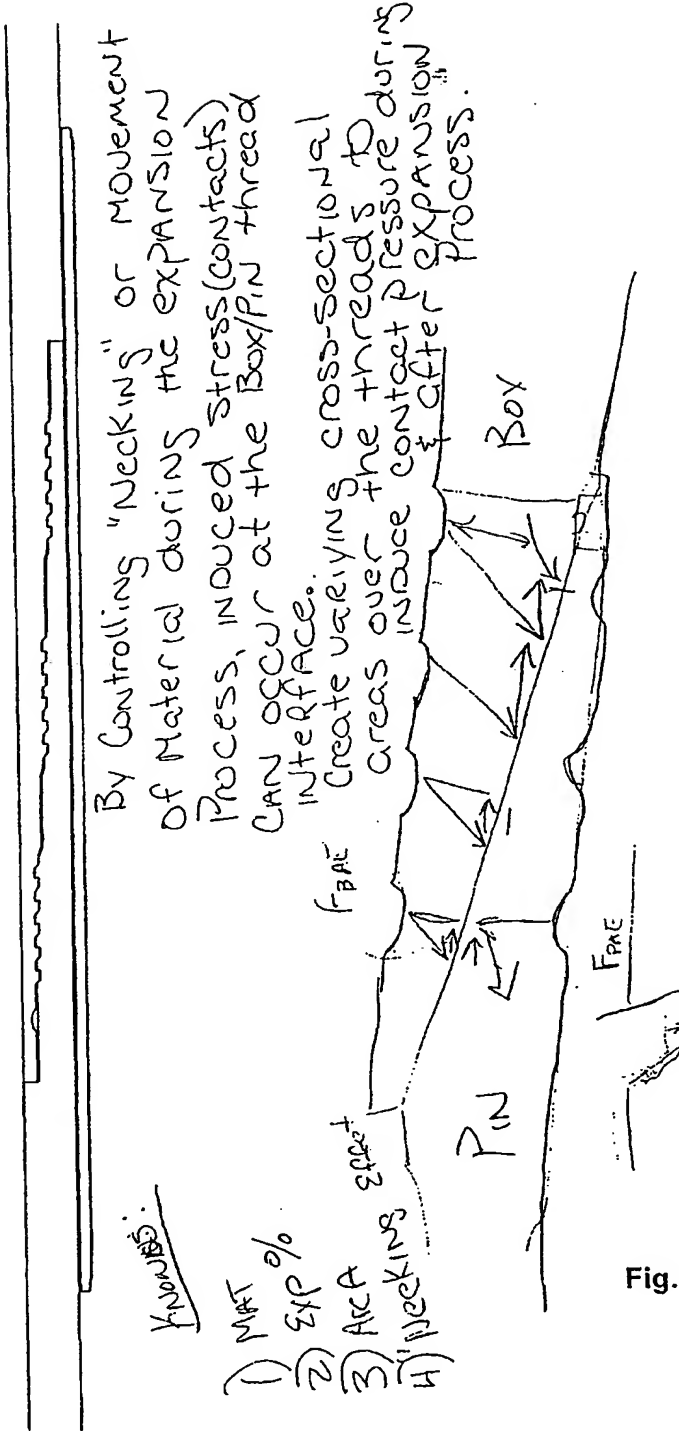 By Controlling "Necking" or movement
of Material during the expansion
Process, induced stress (contacts)
CAN occur at the Box/Pin thread
Interface.
Create varying cross-sectional
areas over the threads to
INDUCE contact pressure during
& after expansion
Process.
Knowns:
1) MAT
2) Exp %
3) Area
4) "Necking Effect
FBAE
Box
PIN
FPAE
Fig.